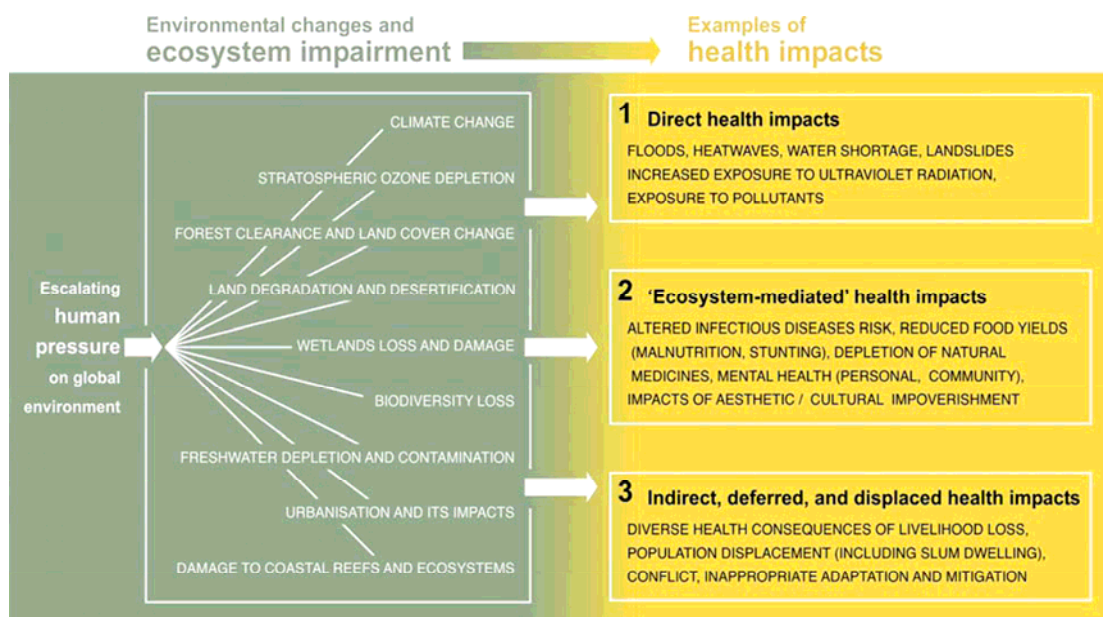 Environmental changes and
ecosystem impairment
Examples of
health impacts
Escalating
human
pressure
on global
environment
CLIMATE CHANGE
STRATOSPHERIC OZONE DEPLETION
FOREST CLEARANCE AND LAND COVER CHANGE
LAND DEGRADATION AND DESERTIFICATION
WETLANDS LOSS AND DAMAGE
BIODIVERSITY LOSS
FRESHWATER DEPLETION AND CONTAMINATION
URBANISATION AND ITS IMPACTS
DAMAGE TO COASTAL REEFS AND ECOSYSTEMS
1 Direct health impacts
FLOODS, HEATWAVES, WATER SHORTAGE, LANDSLIDES
INCREASED EXPOSURE TO ULTRAVIOLET RADIATION,
EXPOSURE TO POLLUTANTS
2 ‘Ecosystem-mediated’ health impacts
ALTERED INFECTIOUS DISEASES RISK, REDUCED FOOD YIELDS
(MALNUTRITION, STUNTING), DEPLETION OF NATURAL
MEDICINES, MENTAL HEALTH (PERSONAL, COMMUNITY),
IMPACTS OF AESTHETIC / CULTURAL IMPOVERISHMENT
3 Indirect, deferred, and displaced health impacts
DIVERSE HEALTH CONSEQUENCES OF LIVELIHOOD LOSS,
POPULATION DISPLACEMENT (INCLUDING SLUM DWELLING),
CONFLICT, INAPPROPRIATE ADAPTATION AND MITIGATION